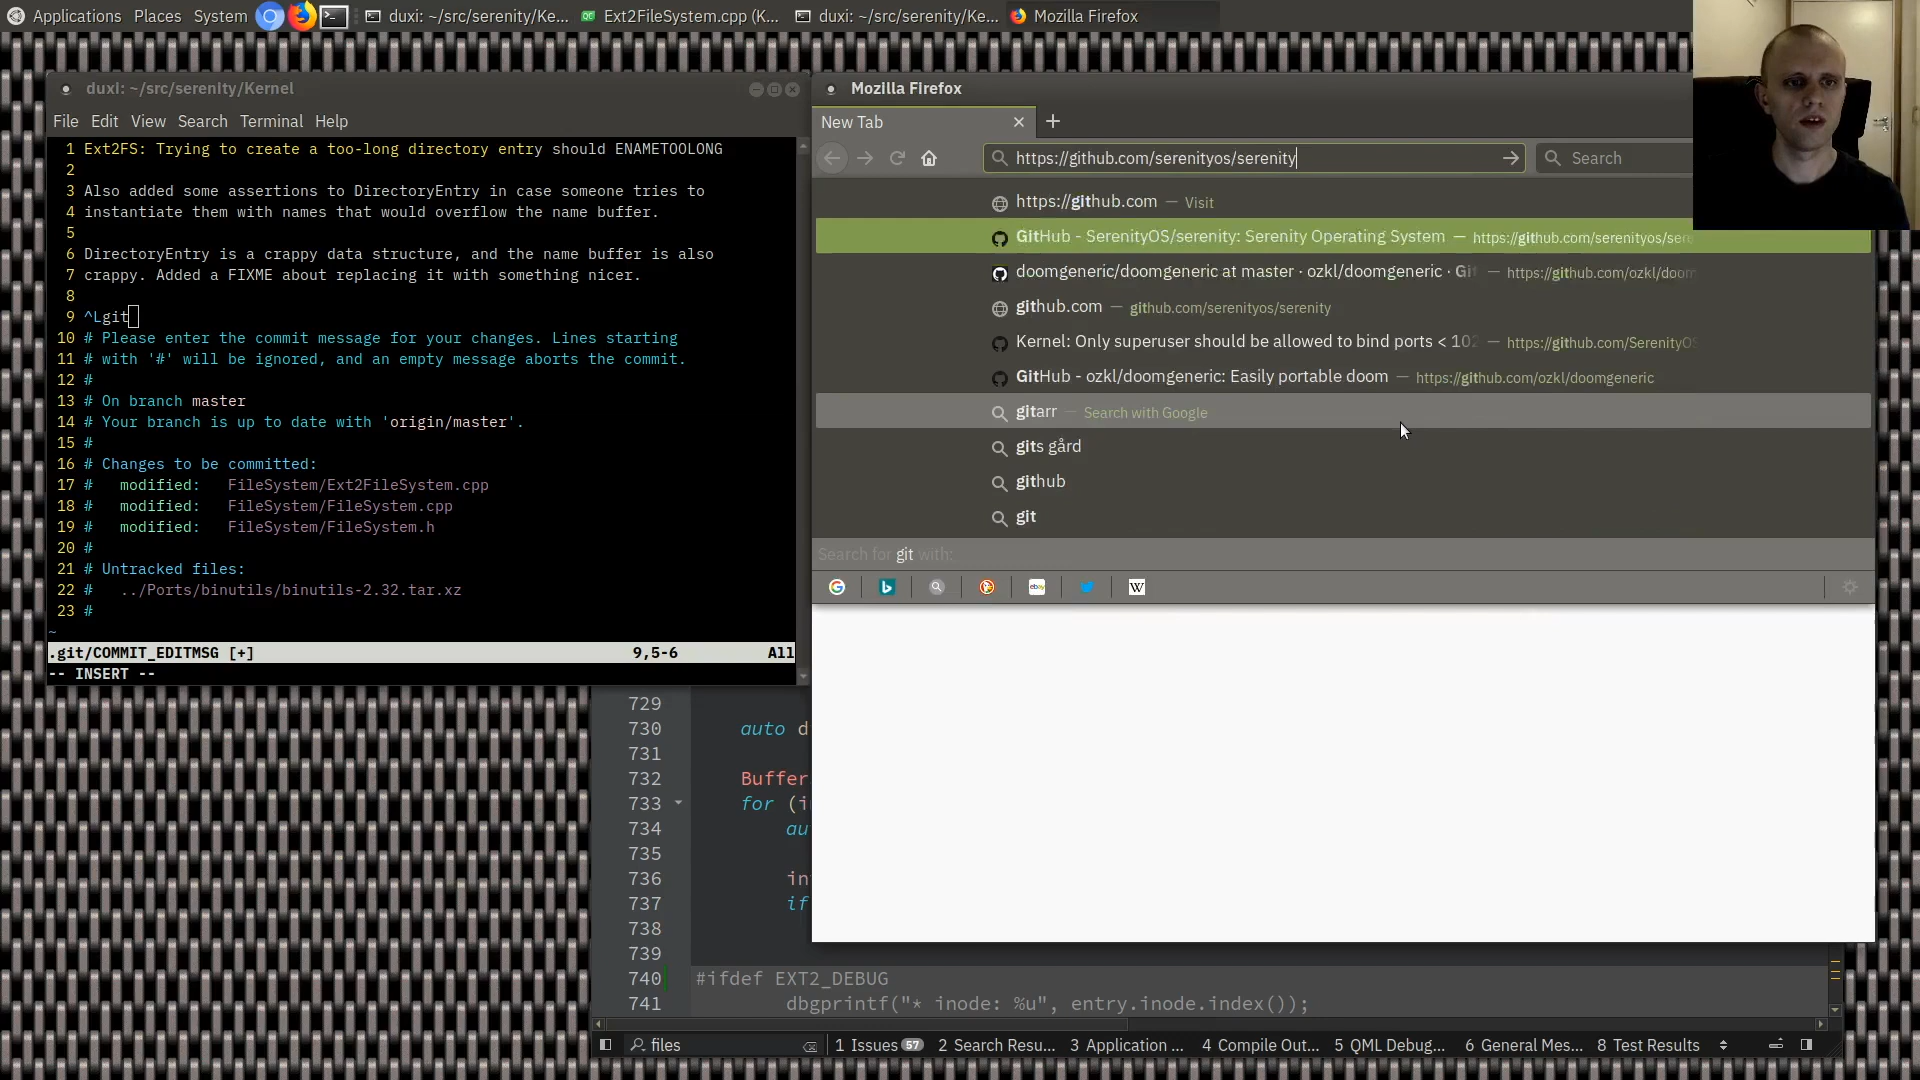 Applications Places System duxi: ~/src/serenity/Ke... Ext2FileSystem.cpp (K... duxi: ~/src/serenity/Ke... Mozilla Firefox
duxi: ~/src/serenity/Kernel
File Edit View Search Terminal Help
1 Ext2FS: Trying to create a too-long directory entry should ENAMETOOLONG
2
3 Also added some assertions to DirectoryEntry in case someone tries to
4 instantiate them with names that would overflow the name buffer.
5
6 DirectoryEntry is a crappy data structure, and the name buffer is also
7 crappy. Added a FIXME about replacing it with something nicer.
8
9 ^Lgit
10 # Please enter the commit message for your changes. Lines starting
11 # with '#' will be ignored, and an empty message aborts the commit.
12 #
13 # On branch master
14 # Your branch is up to date with 'origin/master'.
15 #
16 # Changes to be committed:
17 # modified: FileSystem/Ext2FileSystem.cpp
18 # modified: FileSystem/FileSystem.cpp
19 # modified: FileSystem/FileSystem.h
20 #
21 # Untracked files:
22 # ../Ports/binutils/binutils-2.32.tar.xz
23 #
~
.git/COMMIT_EDITMSG [+] 9,5-6 All
-- INSERT --
Mozilla Firefox
New Tab
https://github.com/serenityos/serenity Search
https://github.com — Visit
GitHub - SerenityOS/serenity: Serenity Operating System — https://github.com/serenityos/sere
doomgeneric/doomgeneric at master · ozkl/doomgeneric · Git — https://github.com/ozkl/doom
github.com — github.com/serenityos/serenity
Kernel: Only superuser should be allowed to bind ports < 102 — https://github.com/SerenityOS
GitHub - ozkl/doomgeneric: Easily portable doom — https://github.com/ozkl/doomgeneric
gitarr — Search with Google
gits gård
github
git
Search for git with:
729
730 auto d
731
732 Buffer
733 for (i
734 au
735
736 in
737 if
738
739
740 #ifdef EXT2_DEBUG
741 dbgprintf("* inode: %u", entry.inode.index());
files 1 Issues 57 2 Search Resu... 3 Application ... 4 Compile Out... 5 QML Debug... 6 General Mes... 8 Test Results